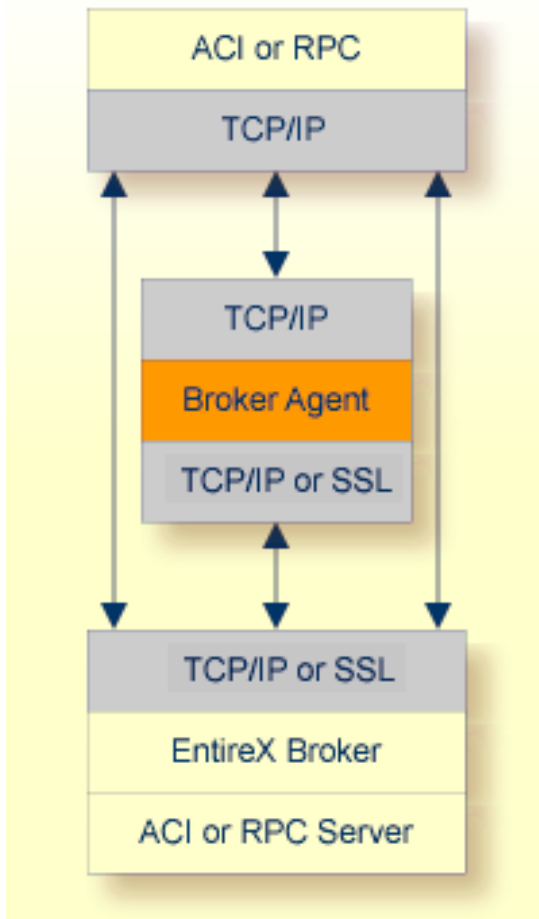 ACI or RPC
TCP/IP
TCP/IP
Broker Agent
TCP/IP or SSL
TCP/IP or SSL
EntireX Broker
ACI or RPC Server